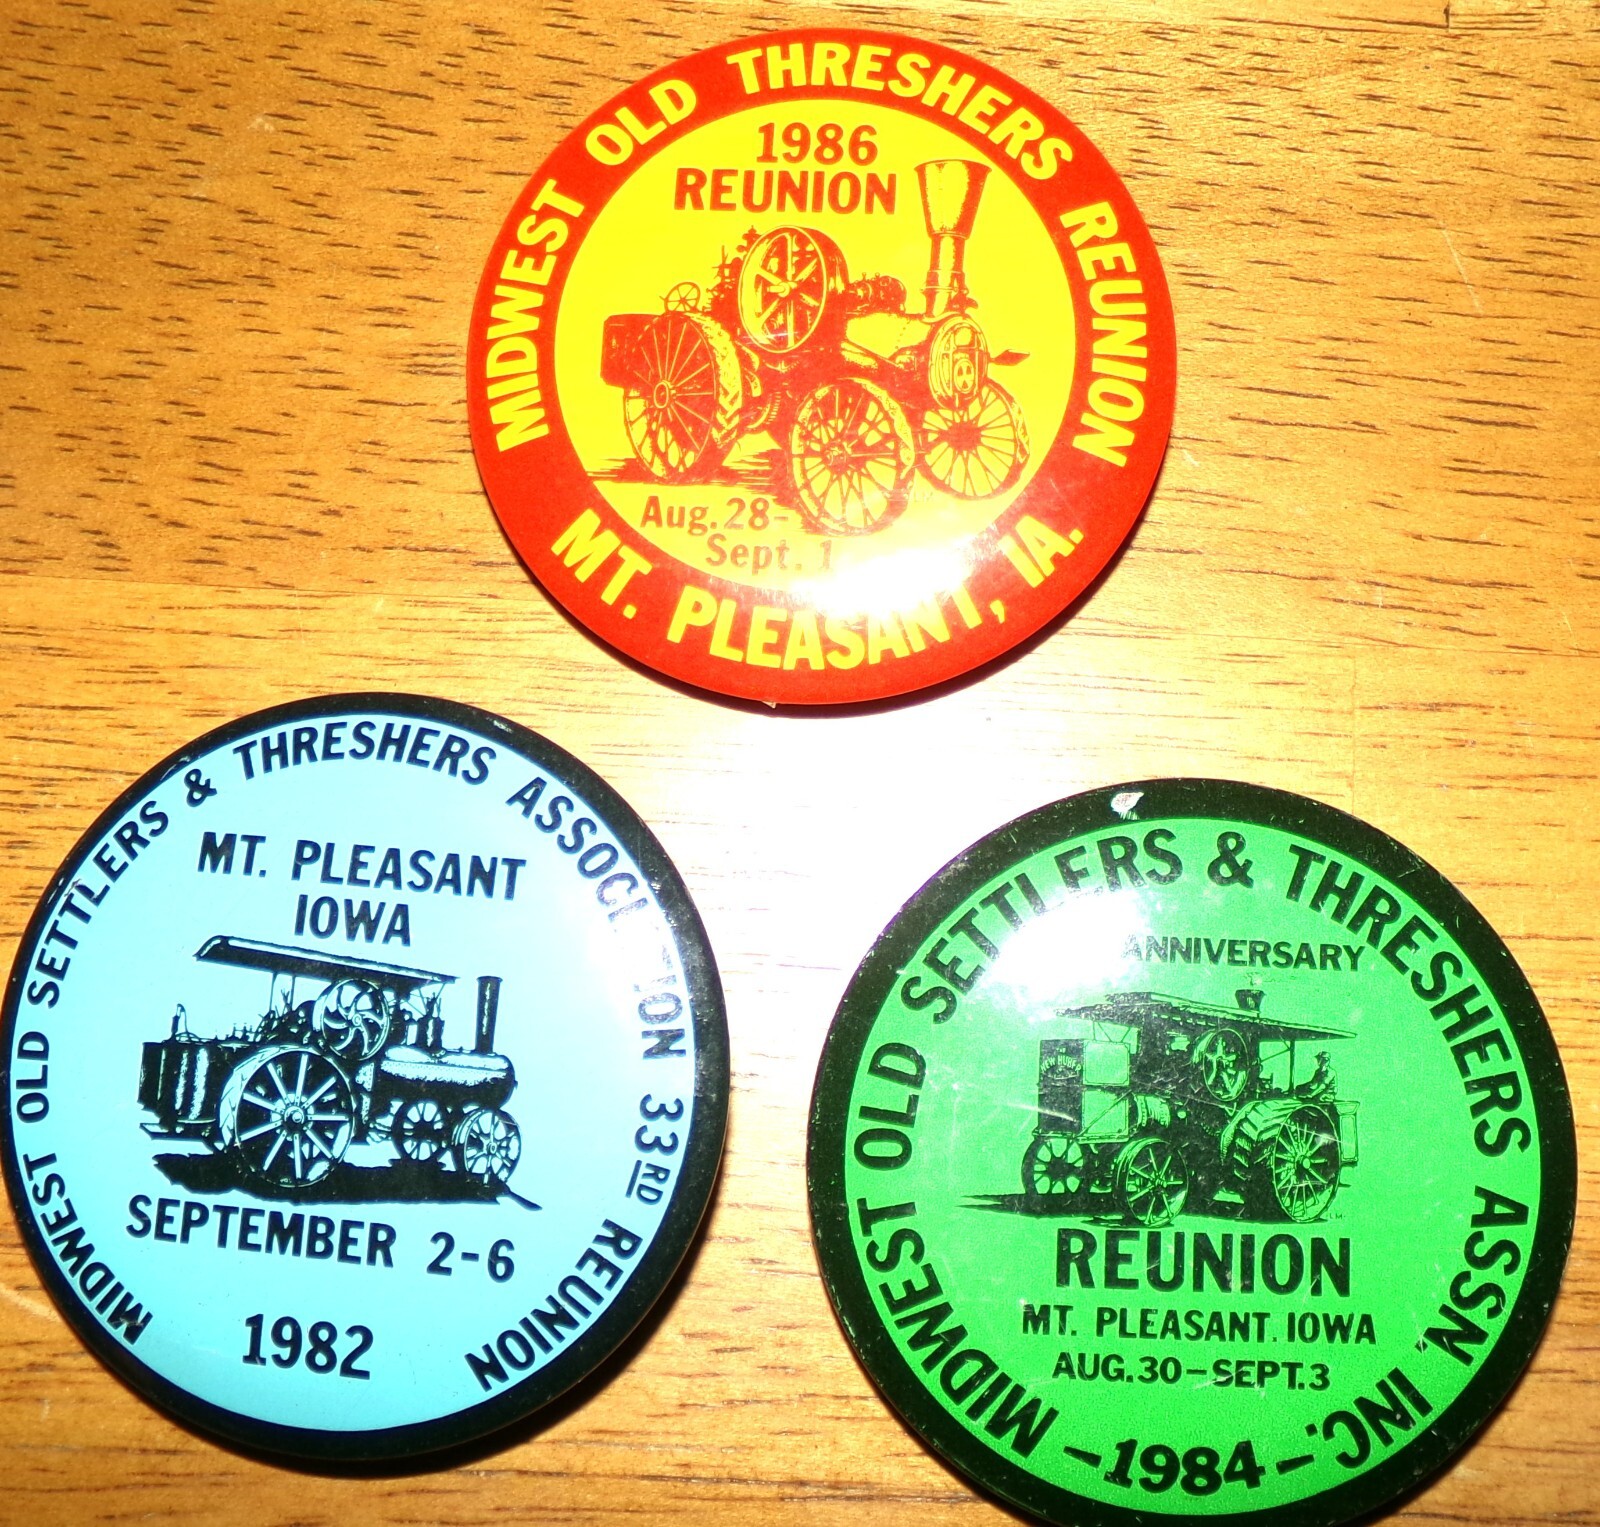 MIDWEST OLD THRESHERS REUNION
1986
REUNION
Aug. 28-
Sept. 1
MT. PLEASANT, IA.
MIDWEST OLD SETTLERS & THRESHERS ASSOCIATION 33RD REUNION
MT. PLEASANT
IOWA
SEPTEMBER 2-6
1982
MIDWEST OLD SETTLERS & THRESHERS ASSN. INC.
ANNIVERSARY
NEW HUBER
REUNION
MT. PLEASANT. IOWA
AUG. 30-SEPT. 3
-1984-